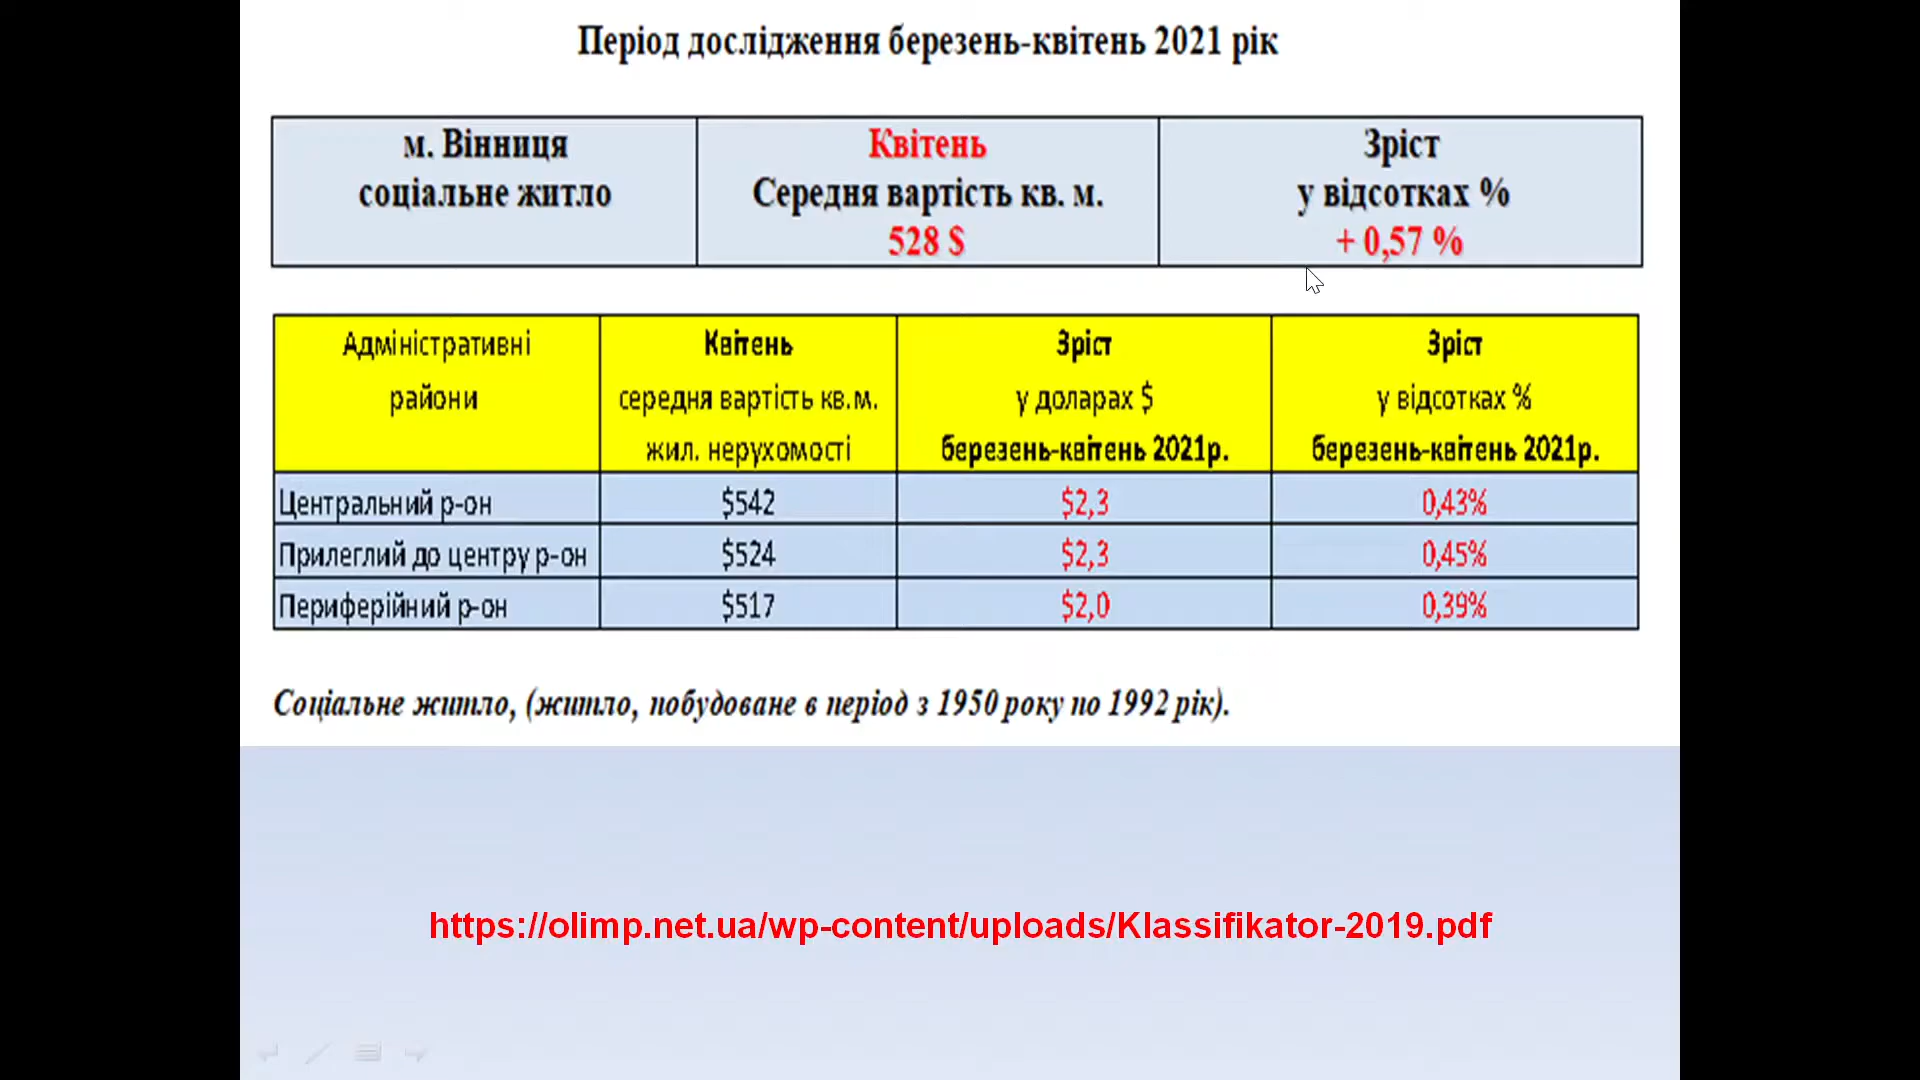 Період дослідження березень-квітень 2021 рік
м. Вінниця
соціальне житло
Квітень
Середня вартість кв. м.
528 $
Зріст
у відсотках %
+ 0,57 %
Адміністративні
райони
Квітень
середня вартість кв.м.
жил. нерухомості
Зріст
у доларах $
березень-квітень 2021р.
Зріст
у відсотках %
березень-квітень 2021р.
Центральний р-он $542 $2,3 0,43%
Прилеглий до центру р-он $524 $2,3 0,45%
Периферійний р-он $517 $2,0 0,39%
Соціальне житло, (житло, побудоване в період з 1950 року по 1992 рік).
https://olimp.net.ua/wp-content/uploads/Klassifikator-2019.pdf